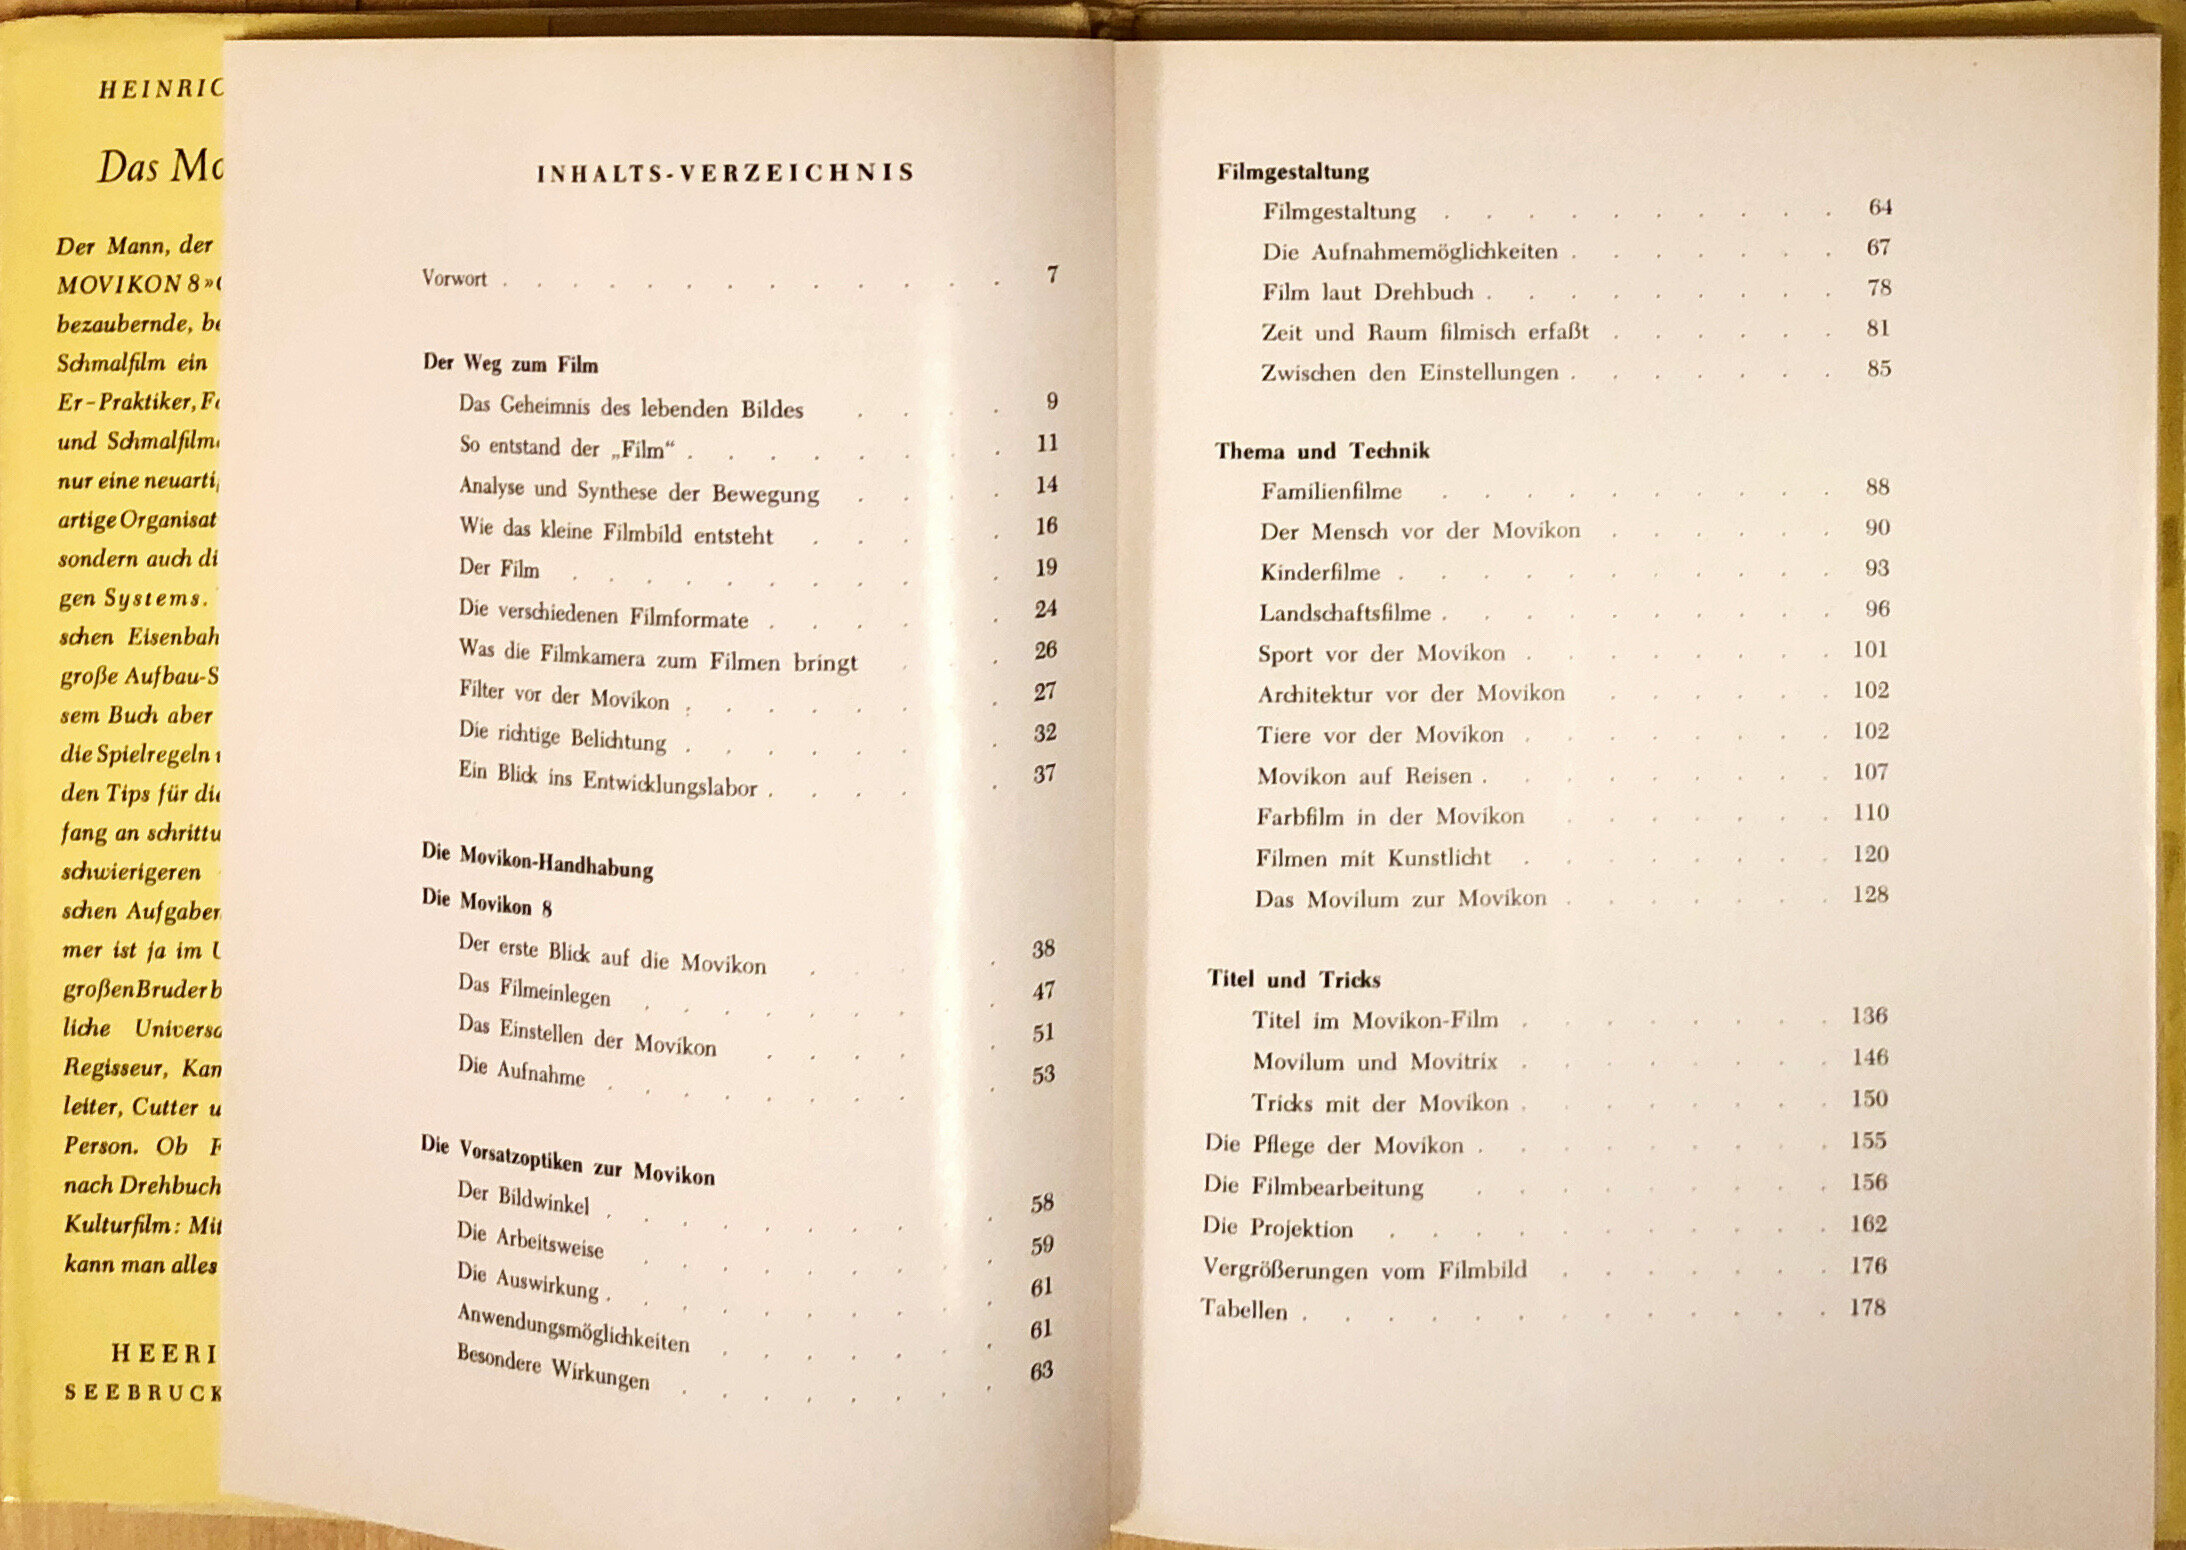 HEINRIC
Das Mo
Der Mann, der
MOVIKON 8»
bezaubernde, be
Schmalfilm ein
Er-Praktiker, Fo
und Schmalfilm
nur eine neuarti
artige Organisat
sondern auch di
gen Systems.
schen Eisenbah
große Aufbau-S
sem Buch aber
die Spielregeln
den Tips für di
fang an schrittu
schwierigeren
schen Aufgaben
mer ist ja im U
großen Bruder b
liche Universa
Regisseur, Kam
leiter, Cutter u
Person. Ob F
nach Drehbuch
Kulturfilm: Mit
kann man alles
HEERI
SEEBRUCK
INHALTS-VERZEICHNIS
Vorwort . . . . . . . . . . . . . 7
Der Weg zum Film
Das Geheimnis des lebenden Bildes . . . . 9
So entstand der „Film“ . . . . . . . . 11
Analyse und Synthese der Bewegung . . . . 14
Wie das kleine Filmbild entsteht . . . . . 16
Der Film . . . . . . . . . . . 19
Die verschiedenen Filmformate . . . . . . 24
Was die Filmkamera zum Filmen bringt . . . 26
Filter vor der Movikon . . . . . . . . 27
Die richtige Belichtung . . . . . . . . 32
Ein Blick ins Entwicklungslabor . . . . . . 37
Die Movikon-Handhabung
Die Movikon 8
Der erste Blick auf die Movikon . . . . . 38
Das Filmeinlegen . . . . . . . . . 47
Das Einstellen der Movikon . . . . . . 51
Die Aufnahme . . . . . . . . . . 53
Die Vorsatzoptiken zur Movikon
Der Bildwinkel . . . . . . . . . . 58
Die Arbeitsweise . . . . . . . . . 59
Die Auswirkung . . . . . . . . . . 61
Anwendungsmöglichkeiten . . . . . . . 61
Besondere Wirkungen . . . . . . . . 63
Filmgestaltung
Filmgestaltung . . . . . . . . . . 64
Die Aufnahmemöglichkeiten . . . . . . . 67
Film laut Drehbuch . . . . . . . . . 78
Zeit und Raum filmisch erfaßt . . . . . . 81
Zwischen den Einstellungen . . . . . . . 85
Thema und Technik
Familienfilme . . . . . . . . . . 88
Der Mensch vor der Movikon . . . . . . 90
Kinderfilme . . . . . . . . . . . 93
Landschaftsfilme . . . . . . . . . . 96
Sport vor der Movikon . . . . . . . . 101
Architektur vor der Movikon . . . . . . 102
Tiere vor der Movikon . . . . . . . . 102
Movikon auf Reisen . . . . . . . . . 107
Farbfilm in der Movikon . . . . . . . 110
Filmen mit Kunstlicht . . . . . . . . 120
Das Movilum zur Movikon . . . . . . . 128
Titel und Tricks
Titel im Movikon-Film . . . . . . . . 136
Movilum und Movitrix . . . . . . . . 146
Tricks mit der Movikon . . . . . . . . 150
Die Pflege der Movikon . . . . . . . . . 155
Die Filmbearbeitung . . . . . . . . . 156
Die Projektion . . . . . . . . . . . 162
Vergrößerungen vom Filmbild . . . . . . . 176
Tabellen . . . . . . . . . . . . . 178